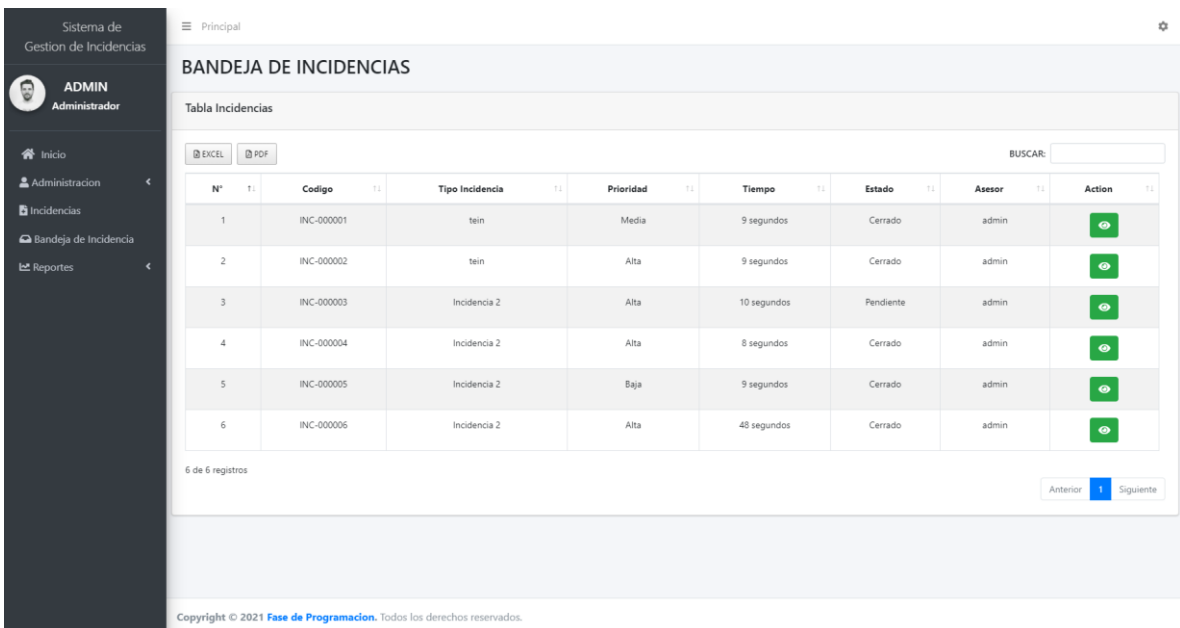 Sistema de
Gestion de Incidencias
ADMIN
Administrador
Inicio
Administracion
Incidencias
Bandeja de Incidencia
Reportes
Principal
BANDEJA DE INCIDENCIAS
Tabla Incidencias
EXCEL PDF BUSCAR:
N° Codigo Tipo Incidencia Prioridad Tiempo Estado Asesor Action
1 INC-000001 tein Media 9 segundos Cerrado admin
2 INC-000002 tein Alta 9 segundos Cerrado admin
3 INC-000003 Incidencia 2 Alta 10 segundos Pendiente admin
4 INC-000004 Incidencia 2 Alta 8 segundos Cerrado admin
5 INC-000005 Incidencia 2 Baja 9 segundos Cerrado admin
6 INC-000006 Incidencia 2 Alta 48 segundos Cerrado admin
6 de 6 registros
Anterior 1 Siguiente
Copyright © 2021 Fase de Programacion. Todos los derechos reservados.